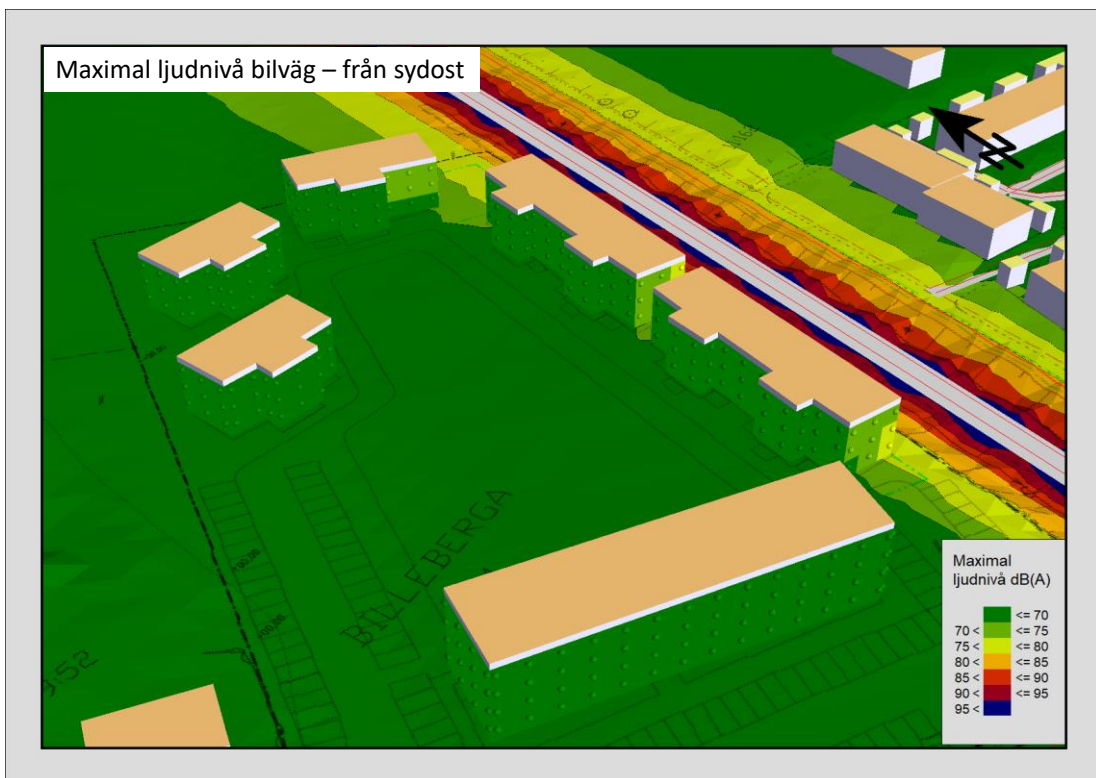 Maximal ljudnivå bilväg – från sydost
N
BILLEBERGA
Maximal
ljudnivå dB(A)
<= 70
70 < <= 75
75 < <= 80
80 < <= 85
85 < <= 90
90 < <= 95
95 <